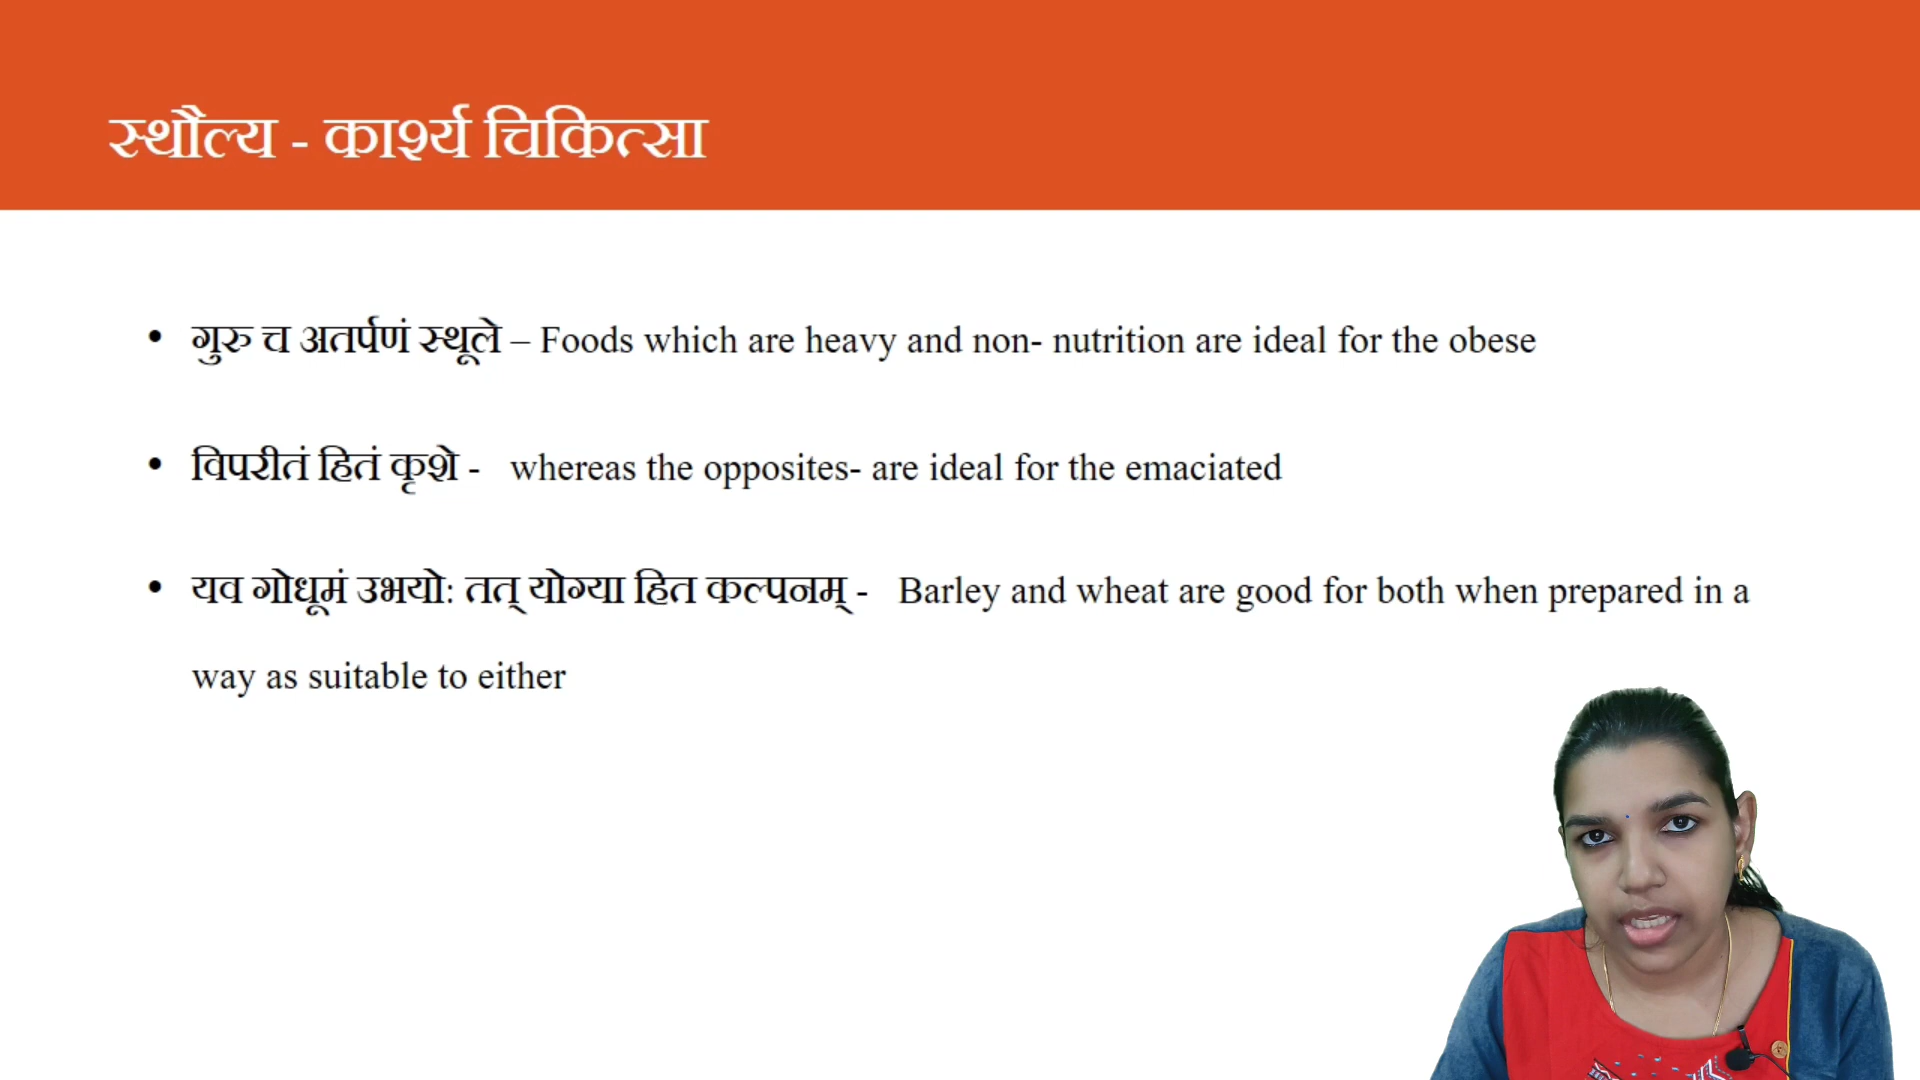 स्थौल्य - कार्श्य चिकित्सा
• गुरु च अतर्पणं स्थूले – Foods which are heavy and non- nutrition are ideal for the obese
• विपरीतं हितं कृशे - whereas the opposites- are ideal for the emaciated
• यव गोधूमं उभयो: तत् योग्या हित कल्पनम् - Barley and wheat are good for both when prepared in a
way as suitable to either